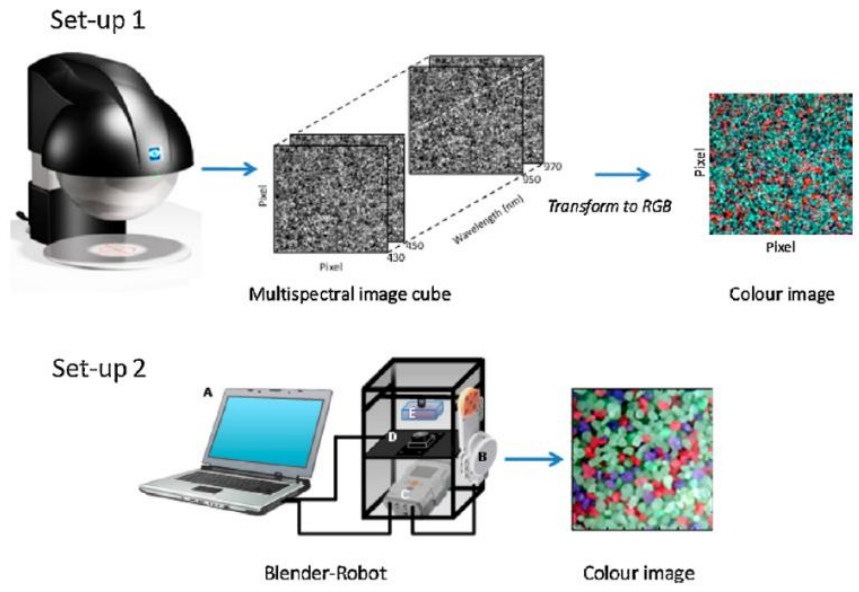 Set-up 1
Pixel
Pixel
430
450
Wavelength (nm)
950
970
Multispectral image cube
Transform to RGB
Pixel
Pixel
Colour image
Set-up 2
A
E
D
B
C
Blender-Robot
Colour image